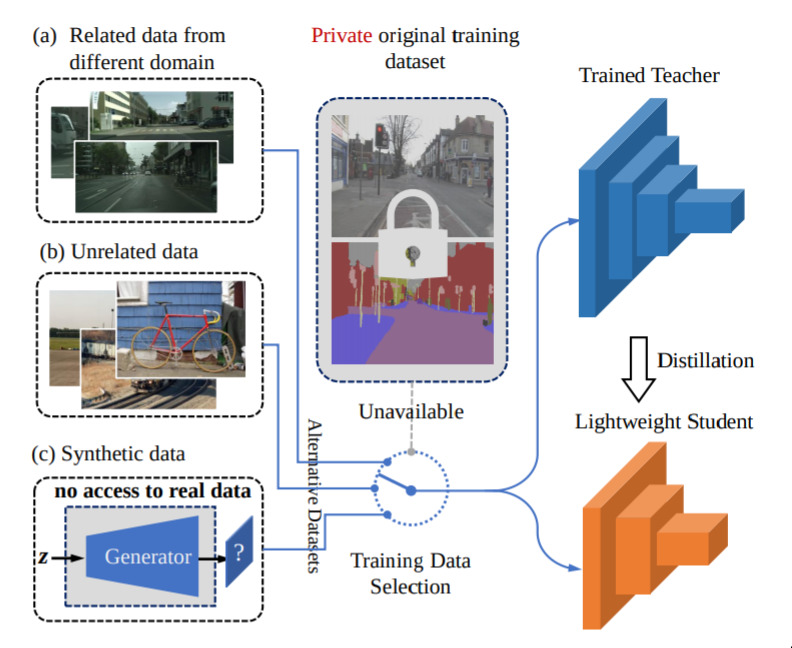 (a) Related data from
different domain
Private original training
dataset
Trained Teacher
(b) Unrelated data
Distillation
Unavailable
Lightweight Student
Alternative Datasets
(c) Synthetic data
no access to real data
z
Generator
?
Training Data
Selection